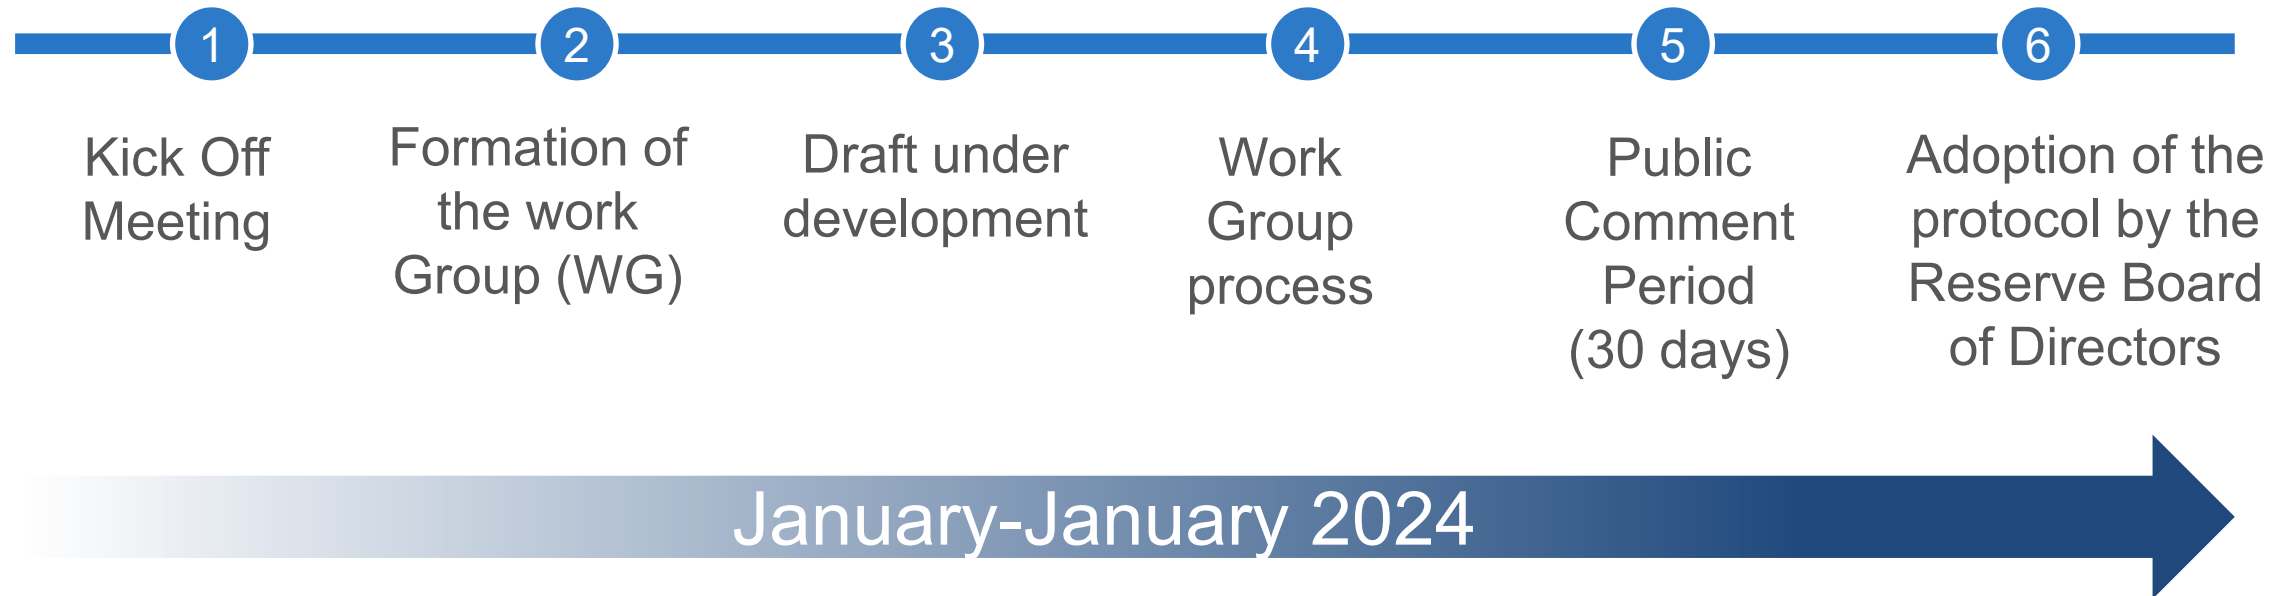 1
2
3
4
5
6
Kick Off
Meeting
Formation of
the work
Group (WG)
Draft under
development
Work
Group
process
Public
Comment
Period
(30 days)
Adoption of the
protocol by the
Reserve Board
of Directors
January-January 2024